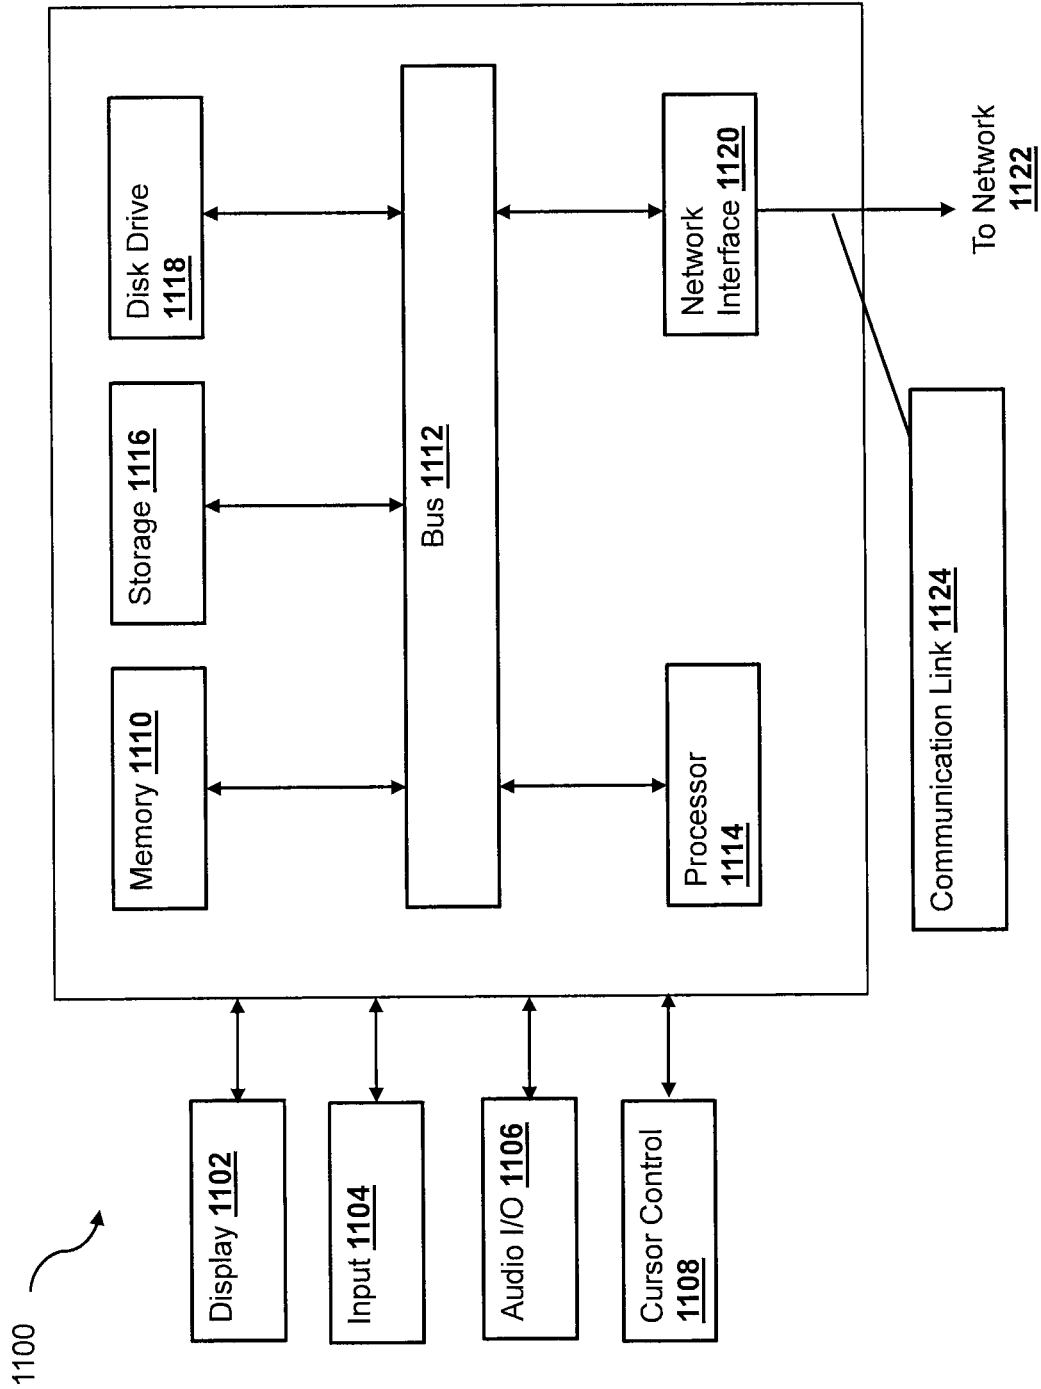 1100
Display 1102
Input 1104
Audio I/O 1106
Cursor Control
1108
Memory 1110
Storage 1116
Disk Drive
1118
Bus 1112
Processor
1114
Network
Interface 1120
Communication Link 1124
To Network
1122